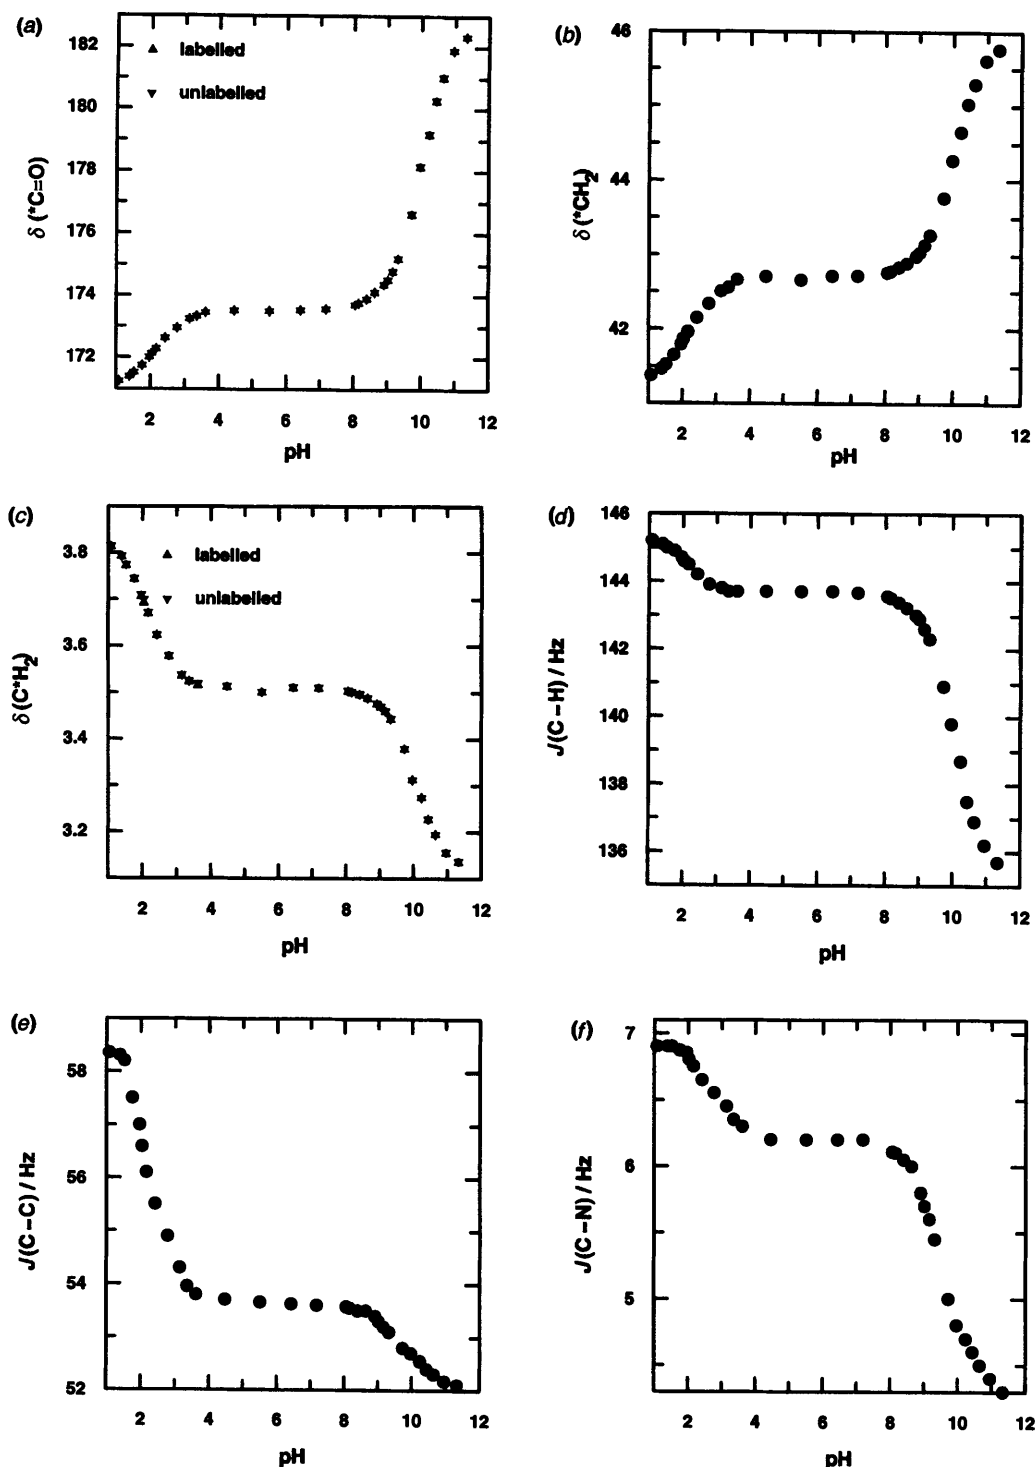 (a)
labelled
unlabelled
182
180
178
176
174
172
δ(*C=O)
2 4 6 8 10 12
pH
(b)
46
44
42
δ(*CH2)
2 4 6 8 10 12
pH
(c)
labelled
unlabelled
3.8
3.6
3.4
3.2
δ(C*H2)
2 4 6 8 10 12
pH
(d)
146
144
142
140
138
136
J(C–H)/Hz
2 4 6 8 10 12
pH
(e)
58
56
54
52
J(C–C)/Hz
2 4 6 8 10 12
pH
(f)
7
6
5
J(C–N)/Hz
2 4 6 8 10 12
pH